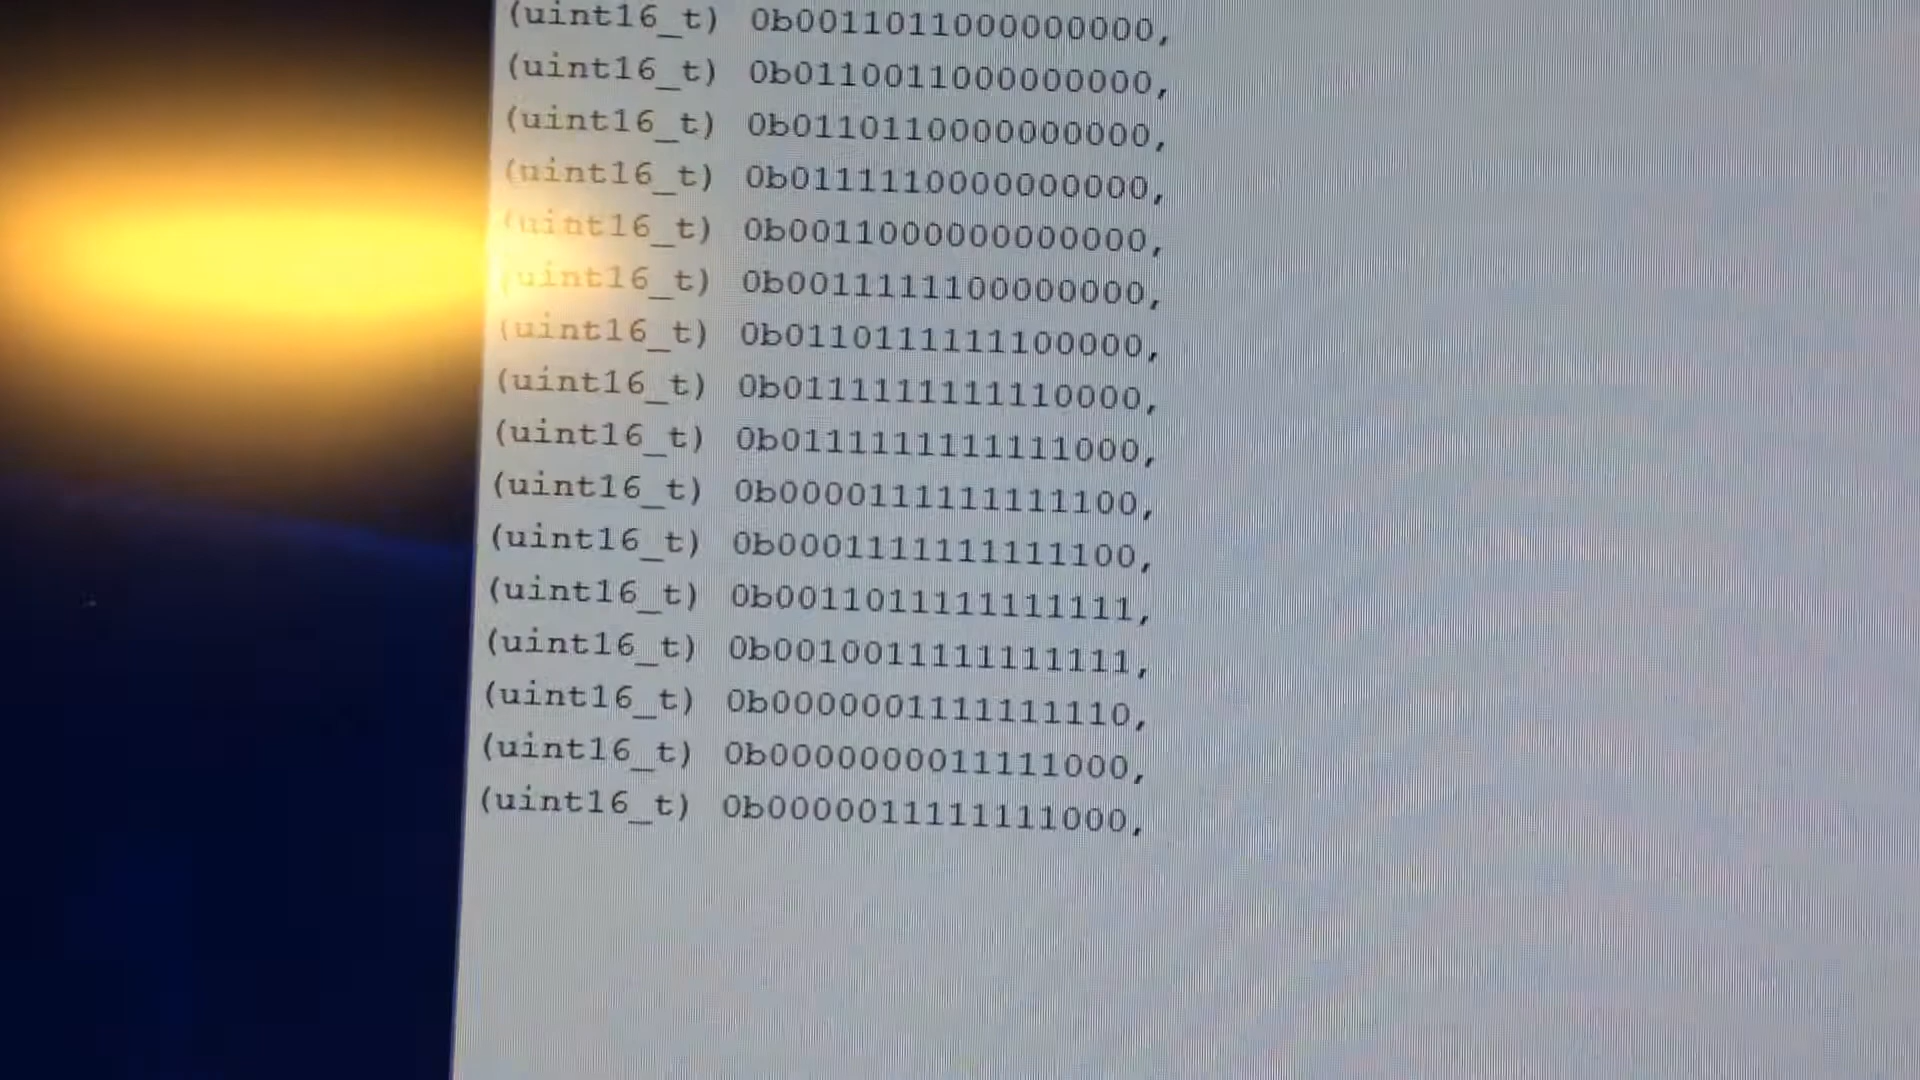 (uint16_t) 0b0011011000000000,
(uint16_t) 0b0110011000000000,
(uint16_t) 0b0110110000000000,
(uint16_t) 0b0111110000000000,
(uint16_t) 0b0011000000000000,
(uint16_t) 0b0011111100000000,
(uint16_t) 0b0110111111100000,
(uint16_t) 0b0111111111110000,
(uint16_t) 0b0111111111111000,
(uint16_t) 0b0000111111111100,
(uint16_t) 0b0001111111111100,
(uint16_t) 0b0011011111111111,
(uint16_t) 0b0010011111111111,
(uint16_t) 0b0000001111111110,
(uint16_t) 0b0000000011111000,
(uint16_t) 0b0000011111111000,